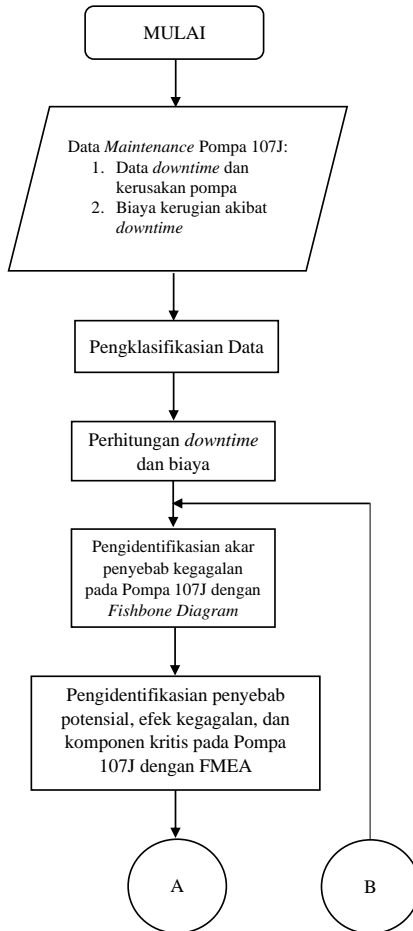 MULAI
Data Maintenance Pompa 107J:
1. Data downtime dan
kerusakan pompa
2. Biaya kerugian akibat
downtime
Pengklasifikasian Data
Perhitungan downtime
dan biaya
Pengidentifikasian akar
penyebab kegagalan
pada Pompa 107J dengan
Fishbone Diagram
Pengidentifikasian penyebab
potensial, efek kegagalan, dan
komponen kritis pada Pompa
107J dengan FMEA
A
B